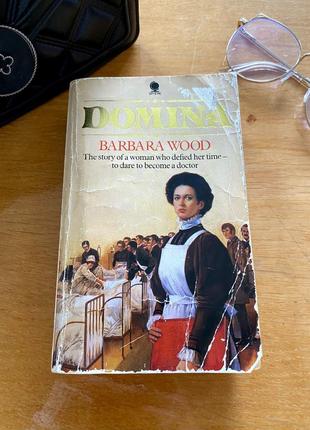 DOMINA
BARBARA WOOD
The story of a woman who defied her time –
to dare to become a doctor